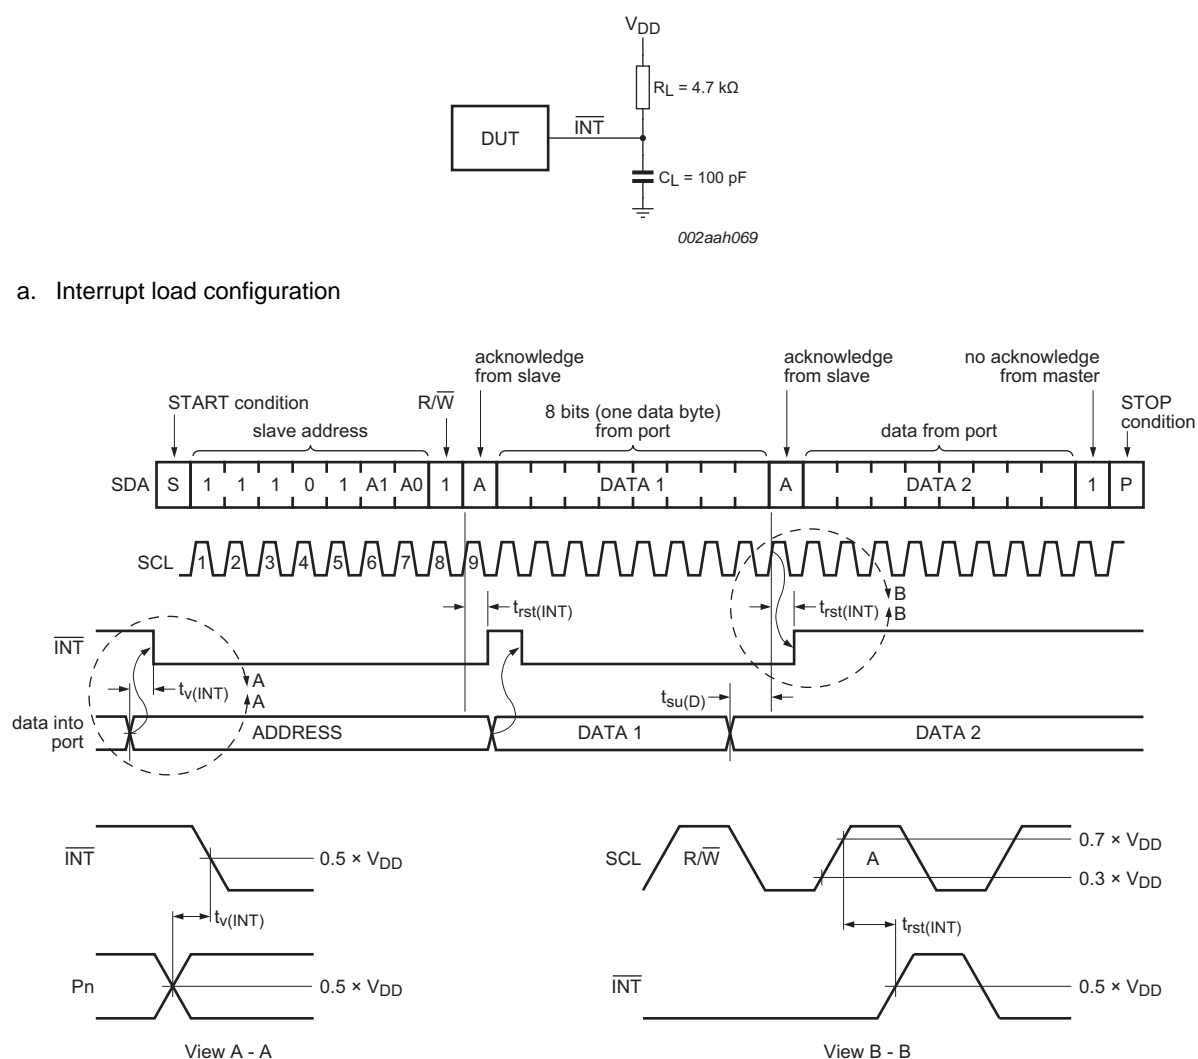 VDD
RL = 4.7 kΩ
DUT
INT
CL = 100 pF
002aah069
a. Interrupt load configuration
acknowledge
from slave
acknowledge
from slave
no acknowledge
from master
START condition
R/W
8 bits (one data byte)
from port
STOP
condition
slave address
data from port
SDA S 1 1 1 0 1 A1 A0 1 A DATA 1 A DATA 2 1 P
SCL 1 2 3 4 5 6 7 8 9
B
B
trst(INT)
trst(INT)
INT
A
A
tv(INT)
tsu(D)
data into
port
ADDRESS DATA 1 DATA 2
INT
0.5 × VDD
tv(INT)
Pn
0.5 × VDD
View A - A
SCL R/W A
0.7 × VDD
0.3 × VDD
trst(INT)
INT
0.5 × VDD
View B - B